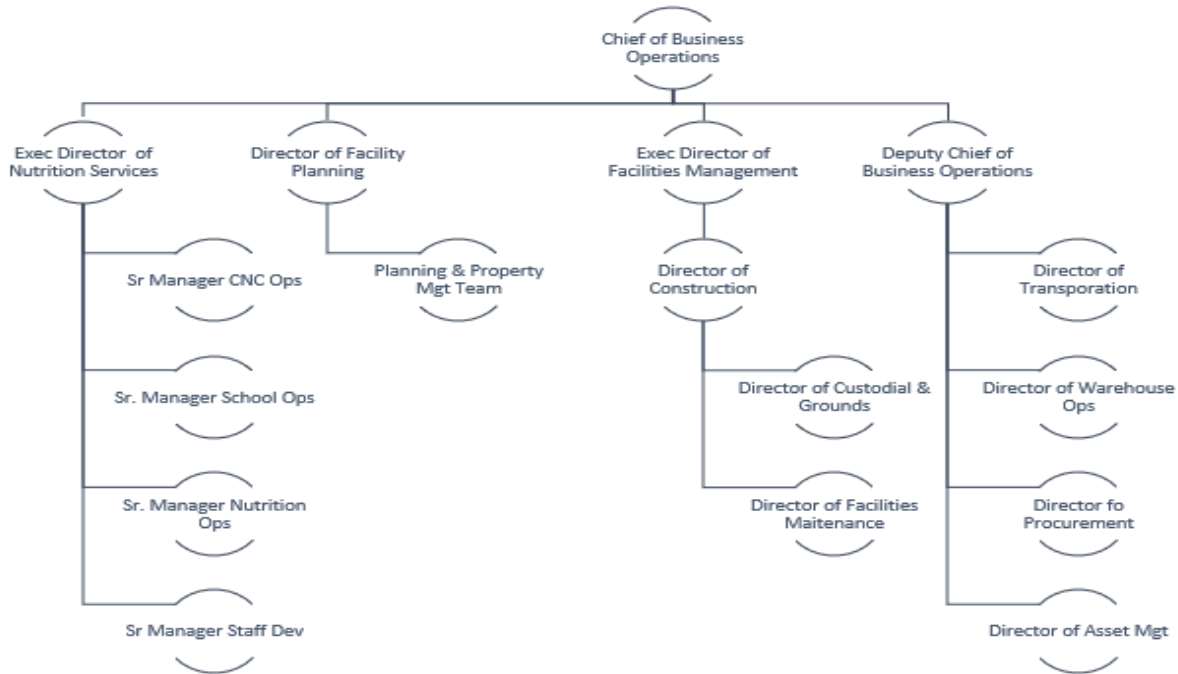 Chief of Business
Operations
Exec Director of
Nutrition Services
Director of Facility
Planning
Exec Director of
Facilities Management
Deputy Chief of
Business Operations
Sr Manager CNC Ops
Planning & Property
Mgt Team
Director of
Construction
Director of
Transporation
Sr. Manager School Ops
Director of Custodial &
Grounds
Director of Warehouse
Ops
Sr. Manager Nutrition
Ops
Director of Facilities
Maitenance
Director fo
Procurement
Sr Manager Staff Dev
Director of Asset Mgt